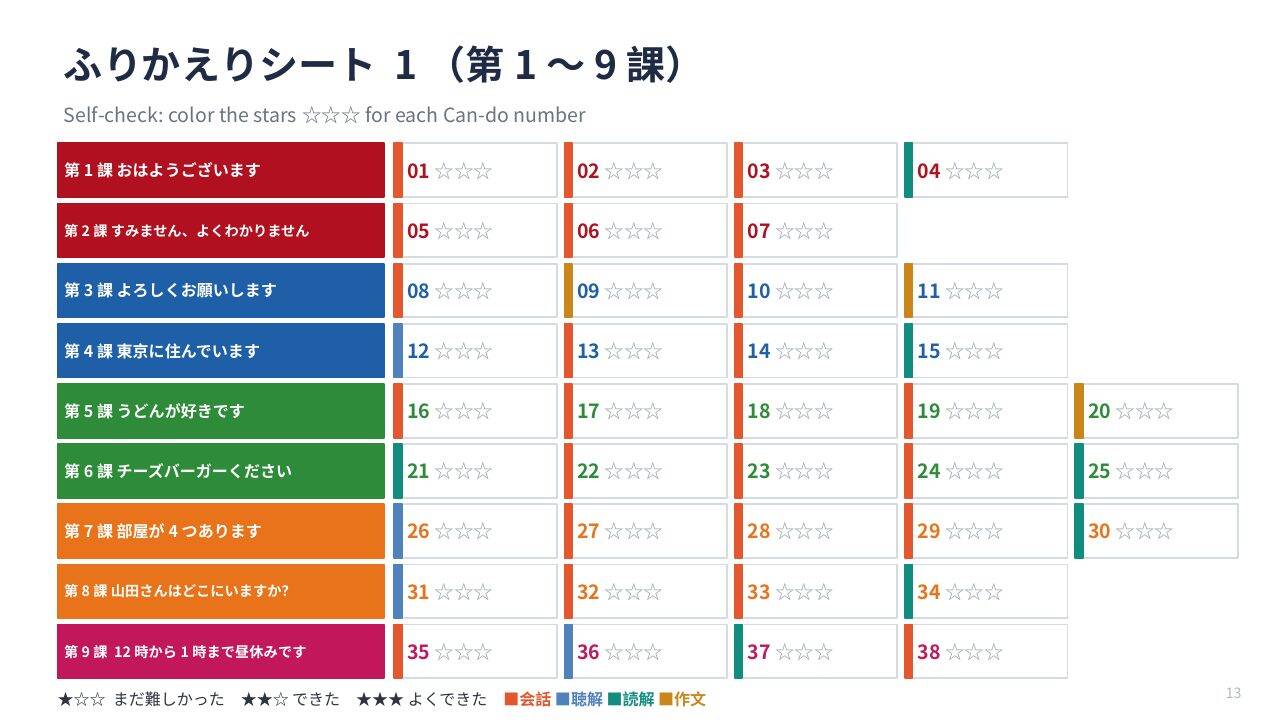 ふりかえりシート 1 （第 1 ～ 9 課）
Self-check: color the stars ☆☆☆ for each Can-do number
第 1 課 おはようございます 01 ☆☆☆ 02 ☆☆☆ 03 ☆☆☆ 04 ☆☆☆
第 2 課 すみません、よくわかりません 05 ☆☆☆ 06 ☆☆☆ 07 ☆☆☆
第 3 課 よろしくお願いします 08 ☆☆☆ 09 ☆☆☆ 10 ☆☆☆ 11 ☆☆☆
第 4 課 東京に住んでいます 12 ☆☆☆ 13 ☆☆☆ 14 ☆☆☆ 15 ☆☆☆
第 5 課 うどんが好きです 16 ☆☆☆ 17 ☆☆☆ 18 ☆☆☆ 19 ☆☆☆ 20 ☆☆☆
第 6 課 チーズバーガーください 21 ☆☆☆ 22 ☆☆☆ 23 ☆☆☆ 24 ☆☆☆ 25 ☆☆☆
第 7 課 部屋が 4 つあります 26 ☆☆☆ 27 ☆☆☆ 28 ☆☆☆ 29 ☆☆☆ 30 ☆☆☆
第 8 課 山田さんはどこにいますか? 31 ☆☆☆ 32 ☆☆☆ 33 ☆☆☆ 34 ☆☆☆
第 9 課 12 時から 1 時まで昼休みです 35 ☆☆☆ 36 ☆☆☆ 37 ☆☆☆ 38 ☆☆☆
★☆☆ まだ難しかった ★★☆ できた ★★★ よくできた ■会話 ■聴解 ■読解 ■作文
13